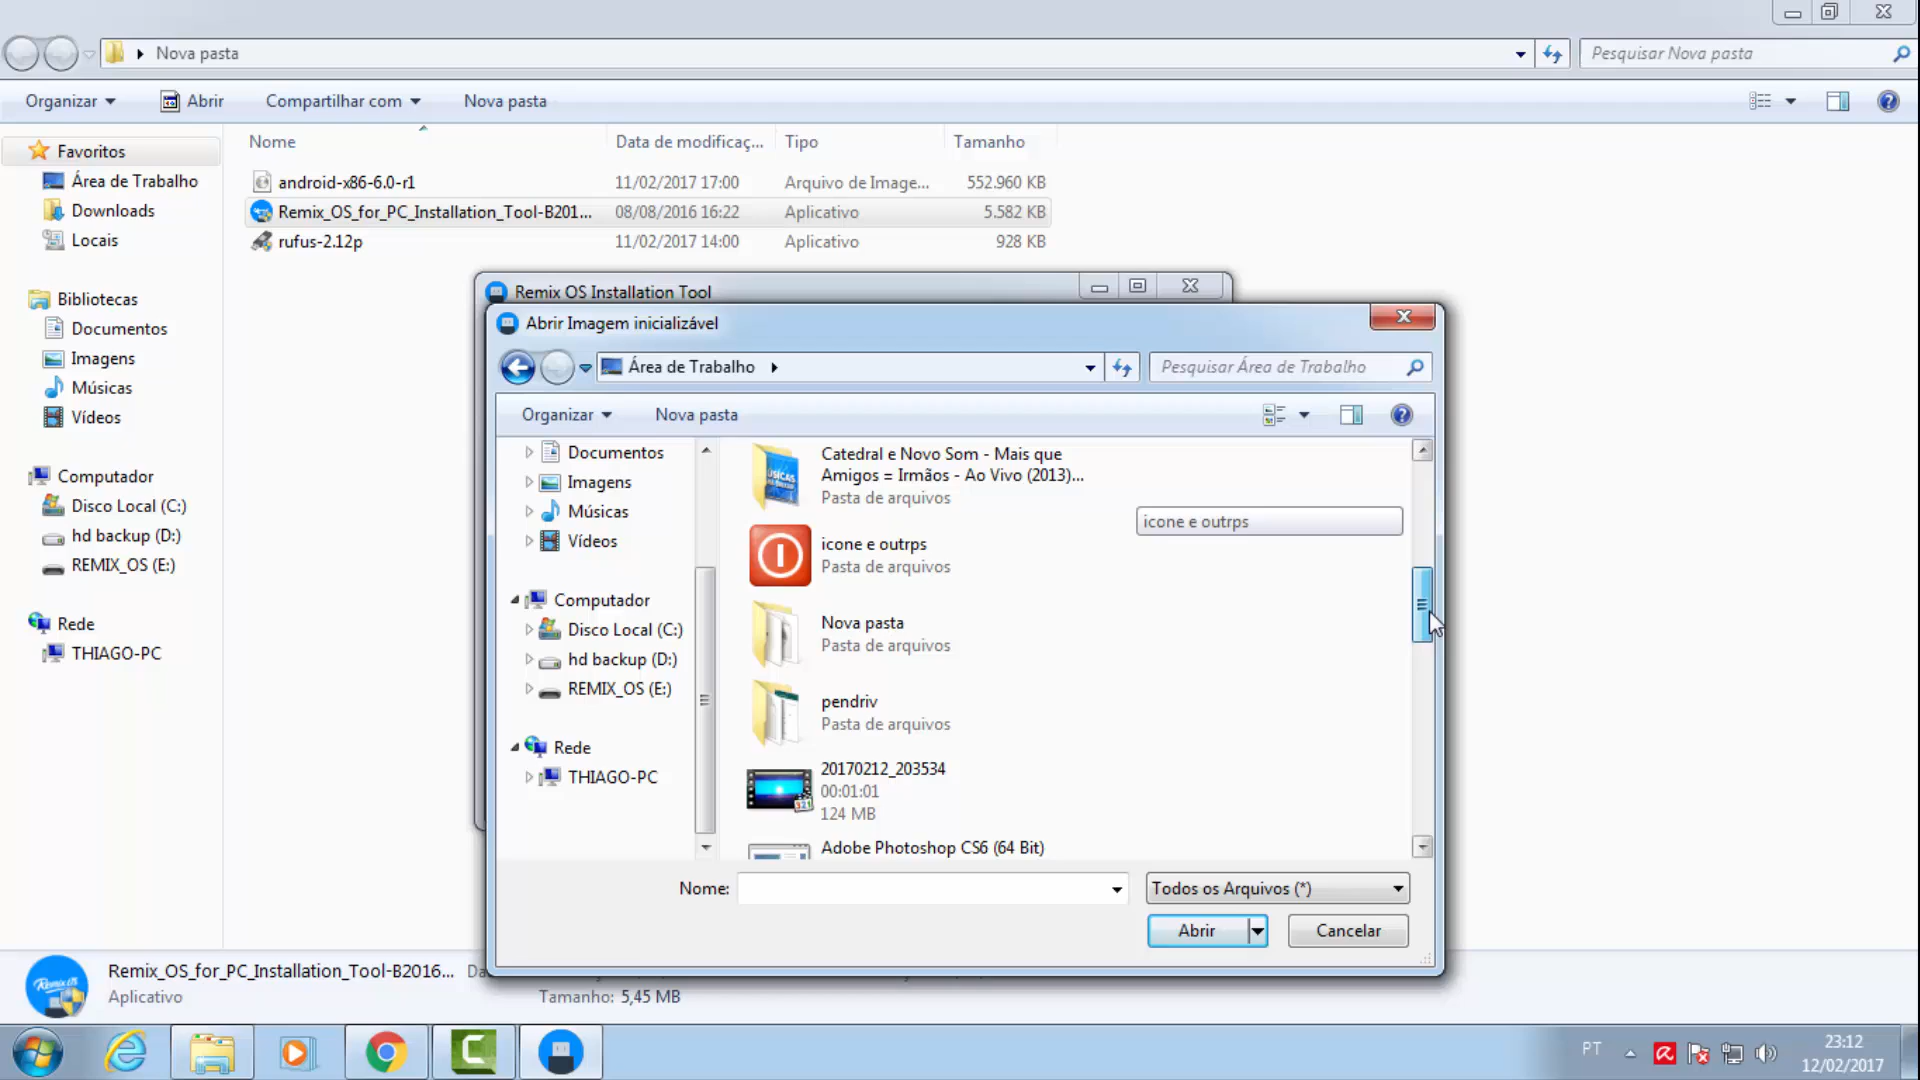 Nova pasta
Pesquisar Nova pasta
Organizar
Abrir
Compartilhar com
Nova pasta
Nome
Data de modificaç...
Tipo
Tamanho
Favoritos
Área de Trabalho
Downloads
Locais
Bibliotecas
Documentos
Imagens
Músicas
Vídeos
Computador
Disco Local (C:)
hd backup (D:)
REMIX_OS (E:)
Rede
THIAGO-PC
android-x86-6.0-r1 11/02/2017 17:00 Arquivo de Image... 552.960 KB
Remix_OS_for_PC_Installation_Tool-B201... 08/08/2016 16:22 Aplicativo 5.582 KB
rufus-2.12p 11/02/2017 14:00 Aplicativo 928 KB
Remix OS Installation Tool
Abrir Imagem inicializável
Área de Trabalho
Pesquisar Área de Trabalho
Organizar
Nova pasta
Documentos
Imagens
Músicas
Vídeos
Computador
Disco Local (C:)
hd backup (D:)
REMIX_OS (E:)
Rede
THIAGO-PC
Catedral e Novo Som - Mais que
Amigos = Irmãos - Ao Vivo (2013)...
Pasta de arquivos
icone e outrps
icone e outrps
Pasta de arquivos
Nova pasta
Pasta de arquivos
pendriv
Pasta de arquivos
20170212_203534
00:01:01
124 MB
Adobe Photoshop CS6 (64 Bit)
Nome:
Todos os Arquivos (*)
Abrir
Cancelar
Remix_OS_for_PC_Installation_Tool-B2016...
Aplicativo
Tamanho: 5,45 MB
PT
23:12
12/02/2017